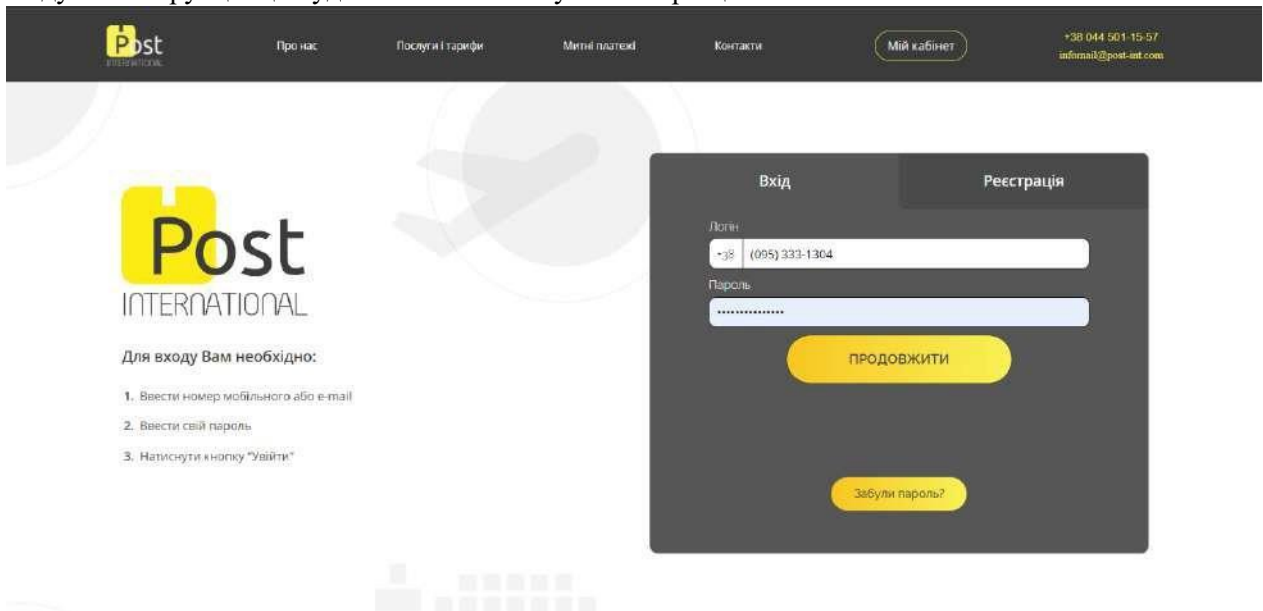 Post
INTERNATIONAL
Про нас
Послуги і тарифи
Митні платежі
Контакти
Мій кабінет
+38 044 501-15-57
infomail@post-int.com
Post
INTERNATIONAL
Для входу Вам необхідно:
1. Ввести номер мобільного або e-mail
2. Ввести свій пароль
3. Натиснути кнопку "Увійти"
Вхід
Реєстрація
Логін
+38 (095) 333-1304
Пароль
•••••••••••••••
ПРОДОВЖИТИ
Забули пароль?